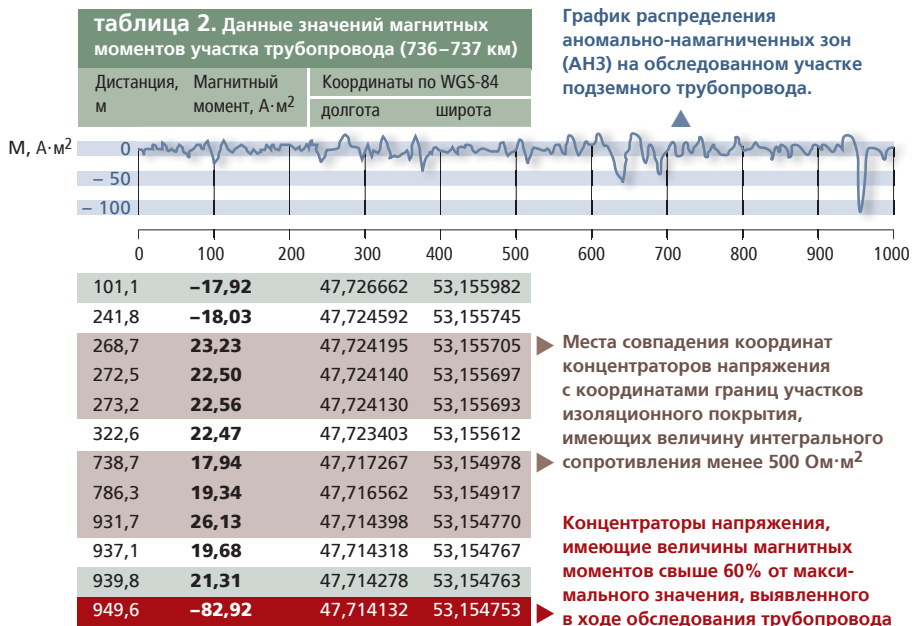 таблица 2. Данные значений магнитных
моментов участка трубопровода (736–737 км)
Дистанция, м
Магнитный момент, А·м²
Координаты по WGS-84
долгота широта
График распределения
аномально-намагниченных зон
(АНЗ) на обследованном участке
подземного трубопровода.
М, А·м²
0
– 50
– 100
0 100 200 300 400 500 600 700 800 900 1000
101,1 –17,92 47,726662 53,155982
241,8 –18,03 47,724592 53,155745
268,7 23,23 47,724195 53,155705
272,5 22,50 47,724140 53,155697
273,2 22,56 47,724130 53,155693
322,6 22,47 47,723403 53,155612
738,7 17,94 47,717267 53,154978
786,3 19,34 47,716562 53,154917
931,7 26,13 47,714398 53,154770
937,1 19,68 47,714318 53,154767
939,8 21,31 47,714278 53,154763
949,6 –82,92 47,714132 53,154753
Места совпадения координат
концентраторов напряжения
с координатами границ участков
изоляционного покрытия,
имеющих величину интегрального
сопротивления менее 500 Ом·м²
Концентраторы напряжения,
имеющие величины магнитных
моментов свыше 60% от макси-
мального значения, выявленного
в ходе обследования трубопровода